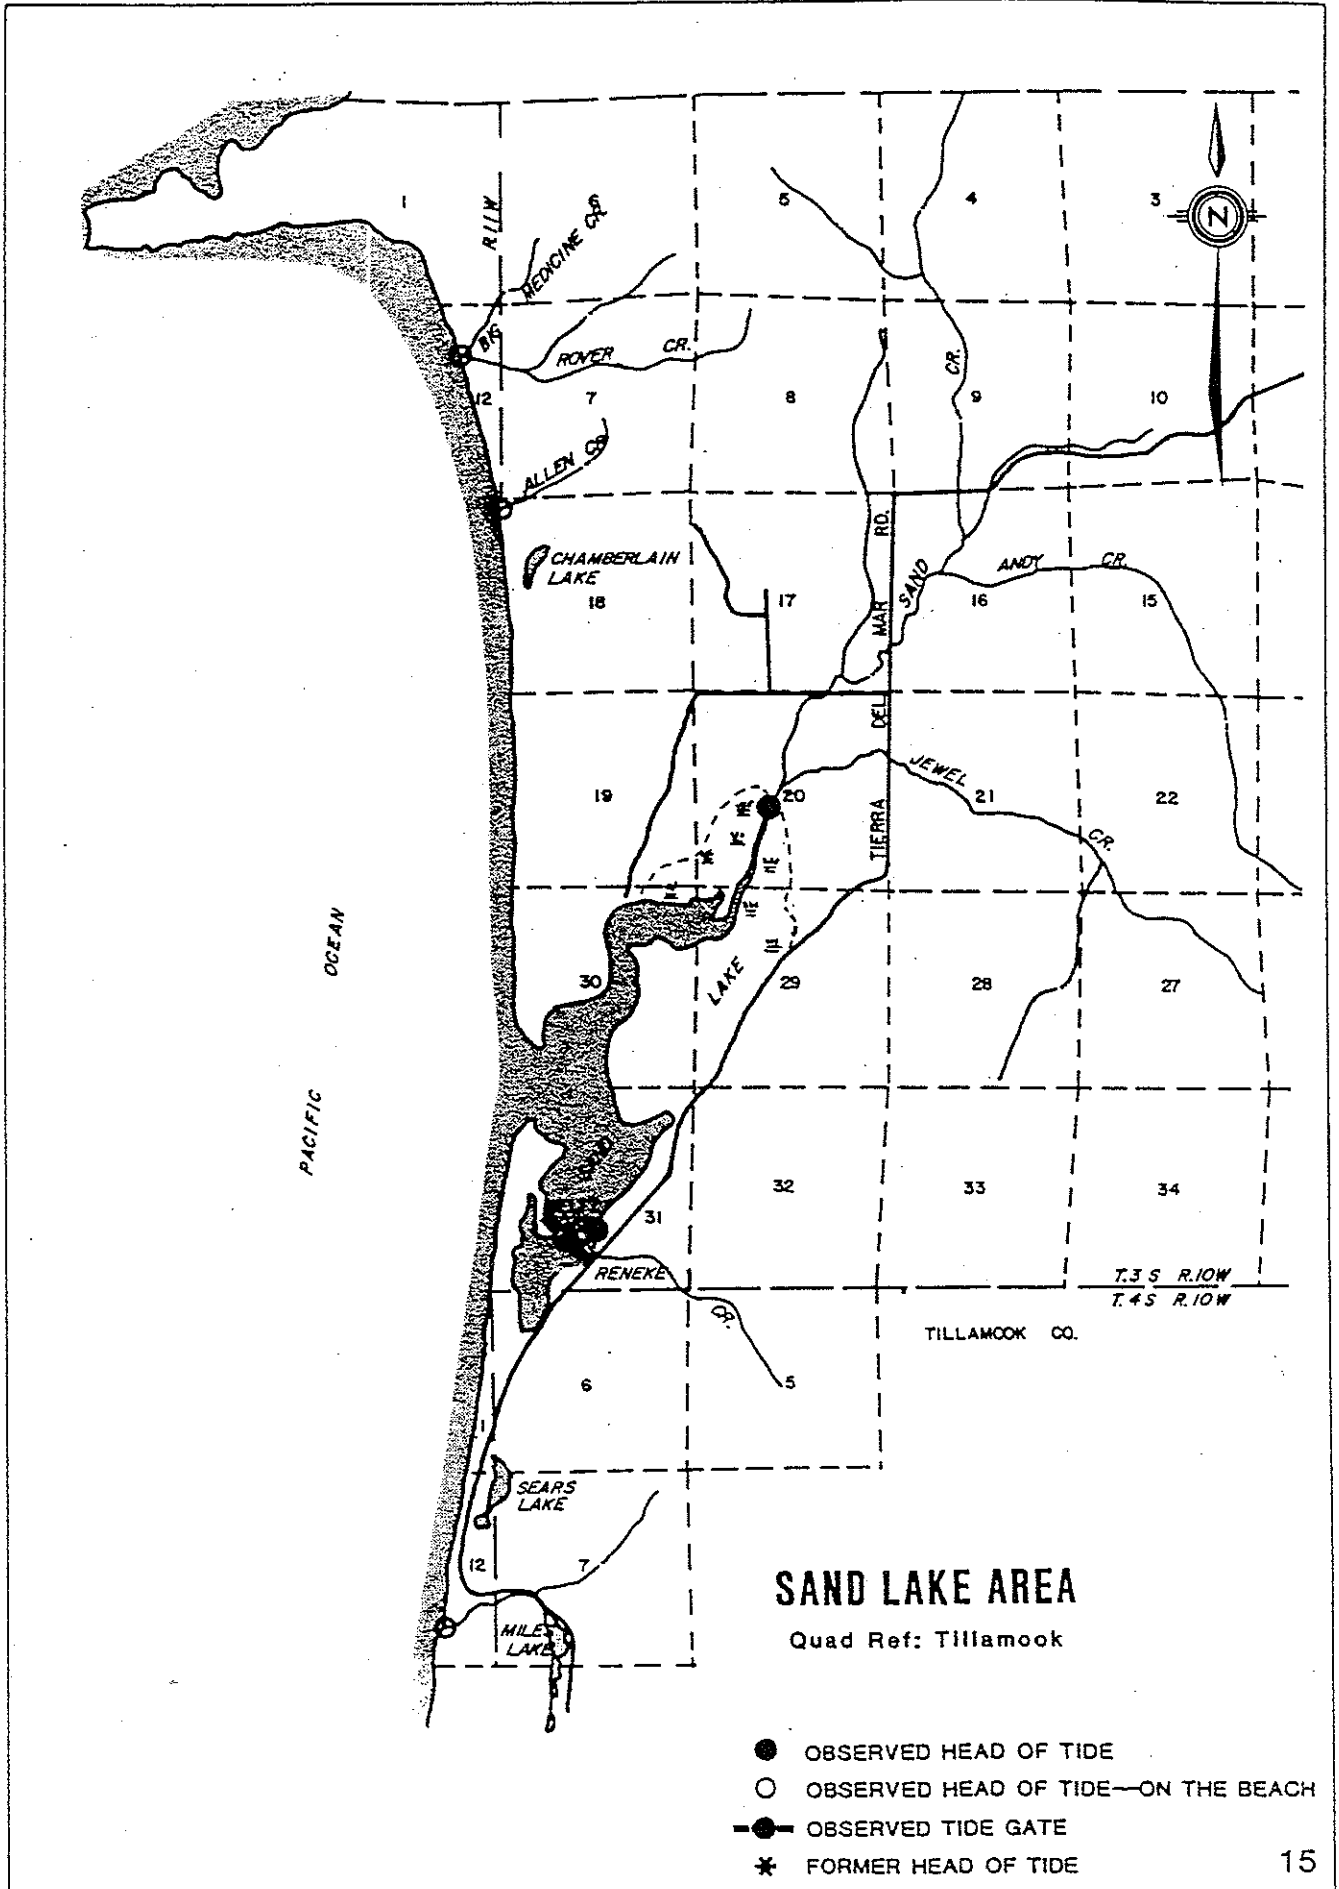 1
R11W
6
5
4
3
N
BIG MEDICINE CR.
ROVER CR.
CR.
12
7
8
9
10
ALLEN CR.
CHAMBERLAIN
LAKE
18
17
16
15
SAND
ANDY CR.
TIERRA DEL MAR RD.
19
20
21
22
JEWEL CR.
PACIFIC OCEAN
30
LAKE
29
28
27
31
32
33
34
RENEKE CR.
T.3 S R.10W
T.4 S R.10W
TILLAMOOK CO.
6
5
1
SEARS
LAKE
12
7
MILES
LAKE
SAND LAKE AREA
Quad Ref: Tillamook
OBSERVED HEAD OF TIDE
OBSERVED HEAD OF TIDE—ON THE BEACH
OBSERVED TIDE GATE
FORMER HEAD OF TIDE
15